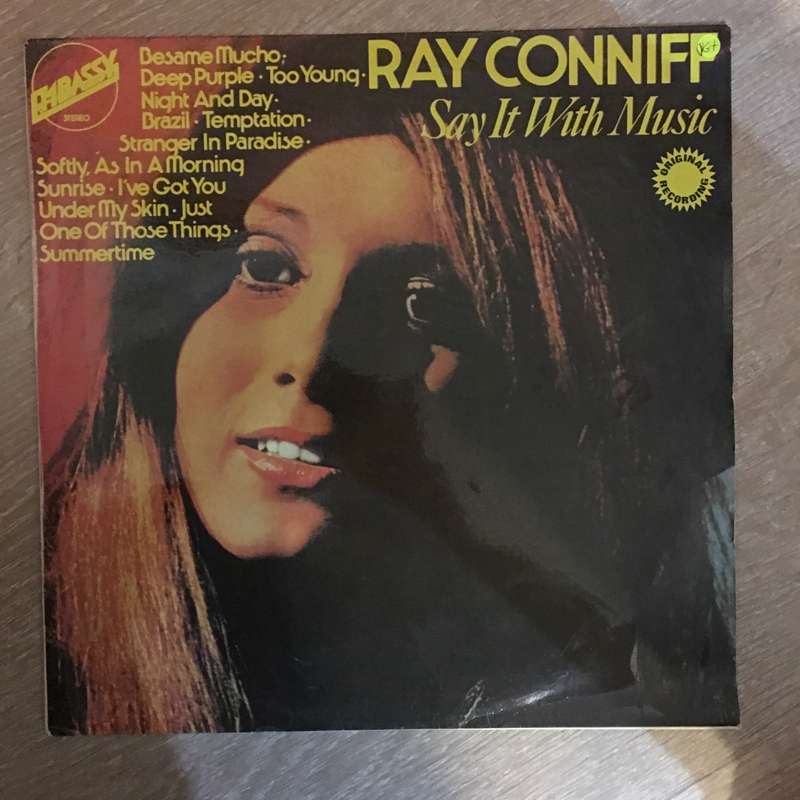 EMBASSY
STEREO
Besame Mucho·
Deep Purple · Too Young·
Night And Day·
Brazil · Temptation·
Stranger In Paradise·
Softly, As In A Morning
Sunrise · I've Got You
Under My Skin · Just
One Of Those Things·
Summertime
RAY CONNIFF
Say It With Music
ORIGINAL
RECORDING
VG+